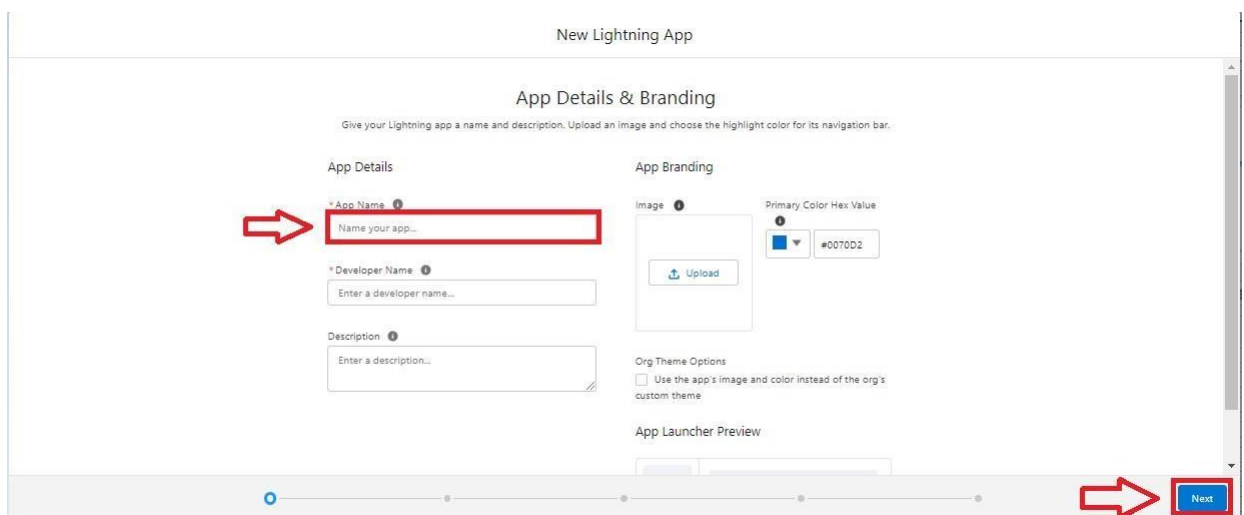 New Lightning App
App Details & Branding
Give your Lightning app a name and description. Upload an image and choose the highlight color for its navigation bar.
App Details
* App Name
Name your app...
* Developer Name
Enter a developer name...
Description
Enter a description...
App Branding
Image
Upload
Primary Color Hex Value
#0070D2
Org Theme Options
Use the app's image and color instead of the org's
custom theme
App Launcher Preview
Next